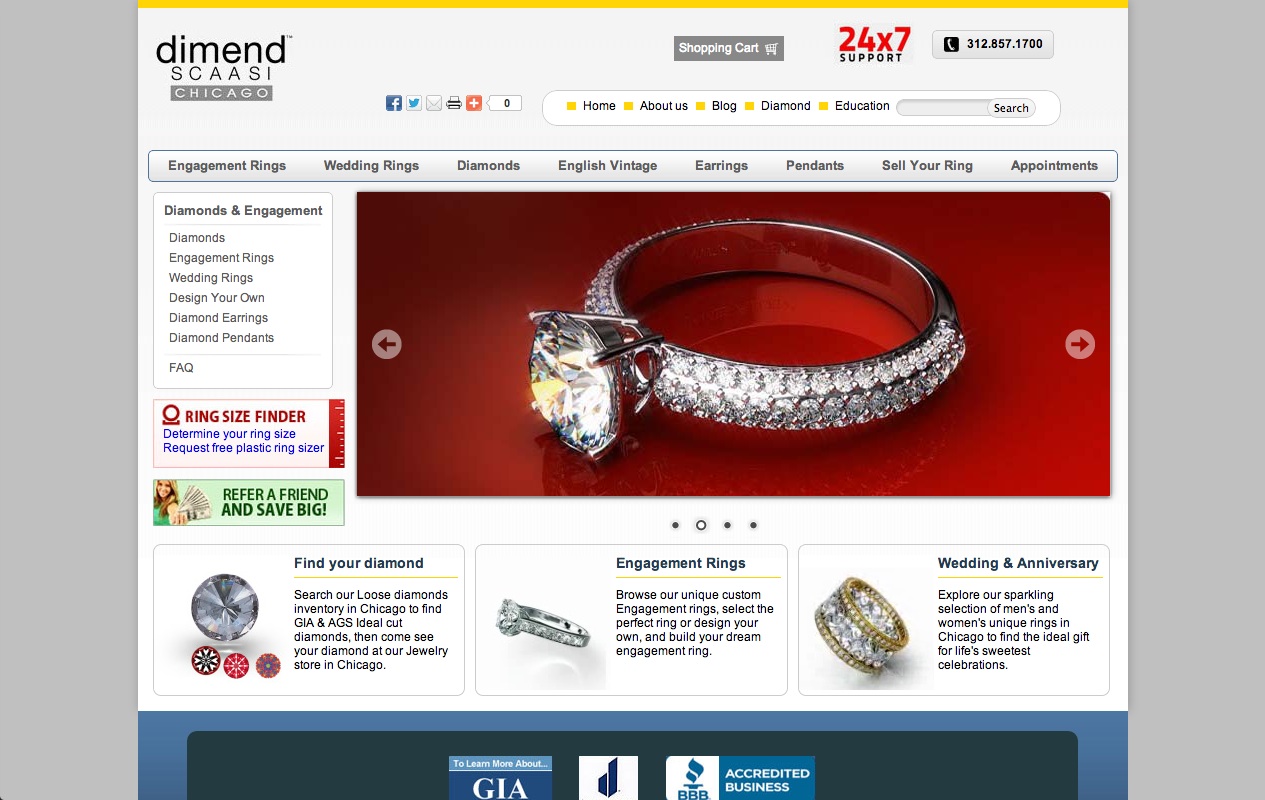 dimend™
SCAASI
CHICAGO
Shopping Cart
24x7
SUPPORT
312.857.1700
0
Home
About us
Blog
Diamond
Education
Search
Engagement Rings
Wedding Rings
Diamonds
English Vintage
Earrings
Pendants
Sell Your Ring
Appointments
Diamonds & Engagement
Diamonds
Engagement Rings
Wedding Rings
Design Your Own
Diamond Earrings
Diamond Pendants
FAQ
RING SIZE FINDER
Determine your ring size
Request free plastic ring sizer
REFER A FRIEND
AND SAVE BIG!
Find your diamond
Search our Loose diamonds
inventory in Chicago to find
GIA & AGS Ideal cut
diamonds, then come see
your diamond at our Jewelry
store in Chicago.
Engagement Rings
Browse our unique custom
Engagement rings, select the
perfect ring or design your
own, and build your dream
engagement ring.
Wedding & Anniversary
Explore our sparkling
selection of men's and
women's unique rings in
Chicago to find the ideal gift
for life's sweetest
celebrations.
To Learn More About...
GIA
BBB
ACCREDITED
BUSINESS